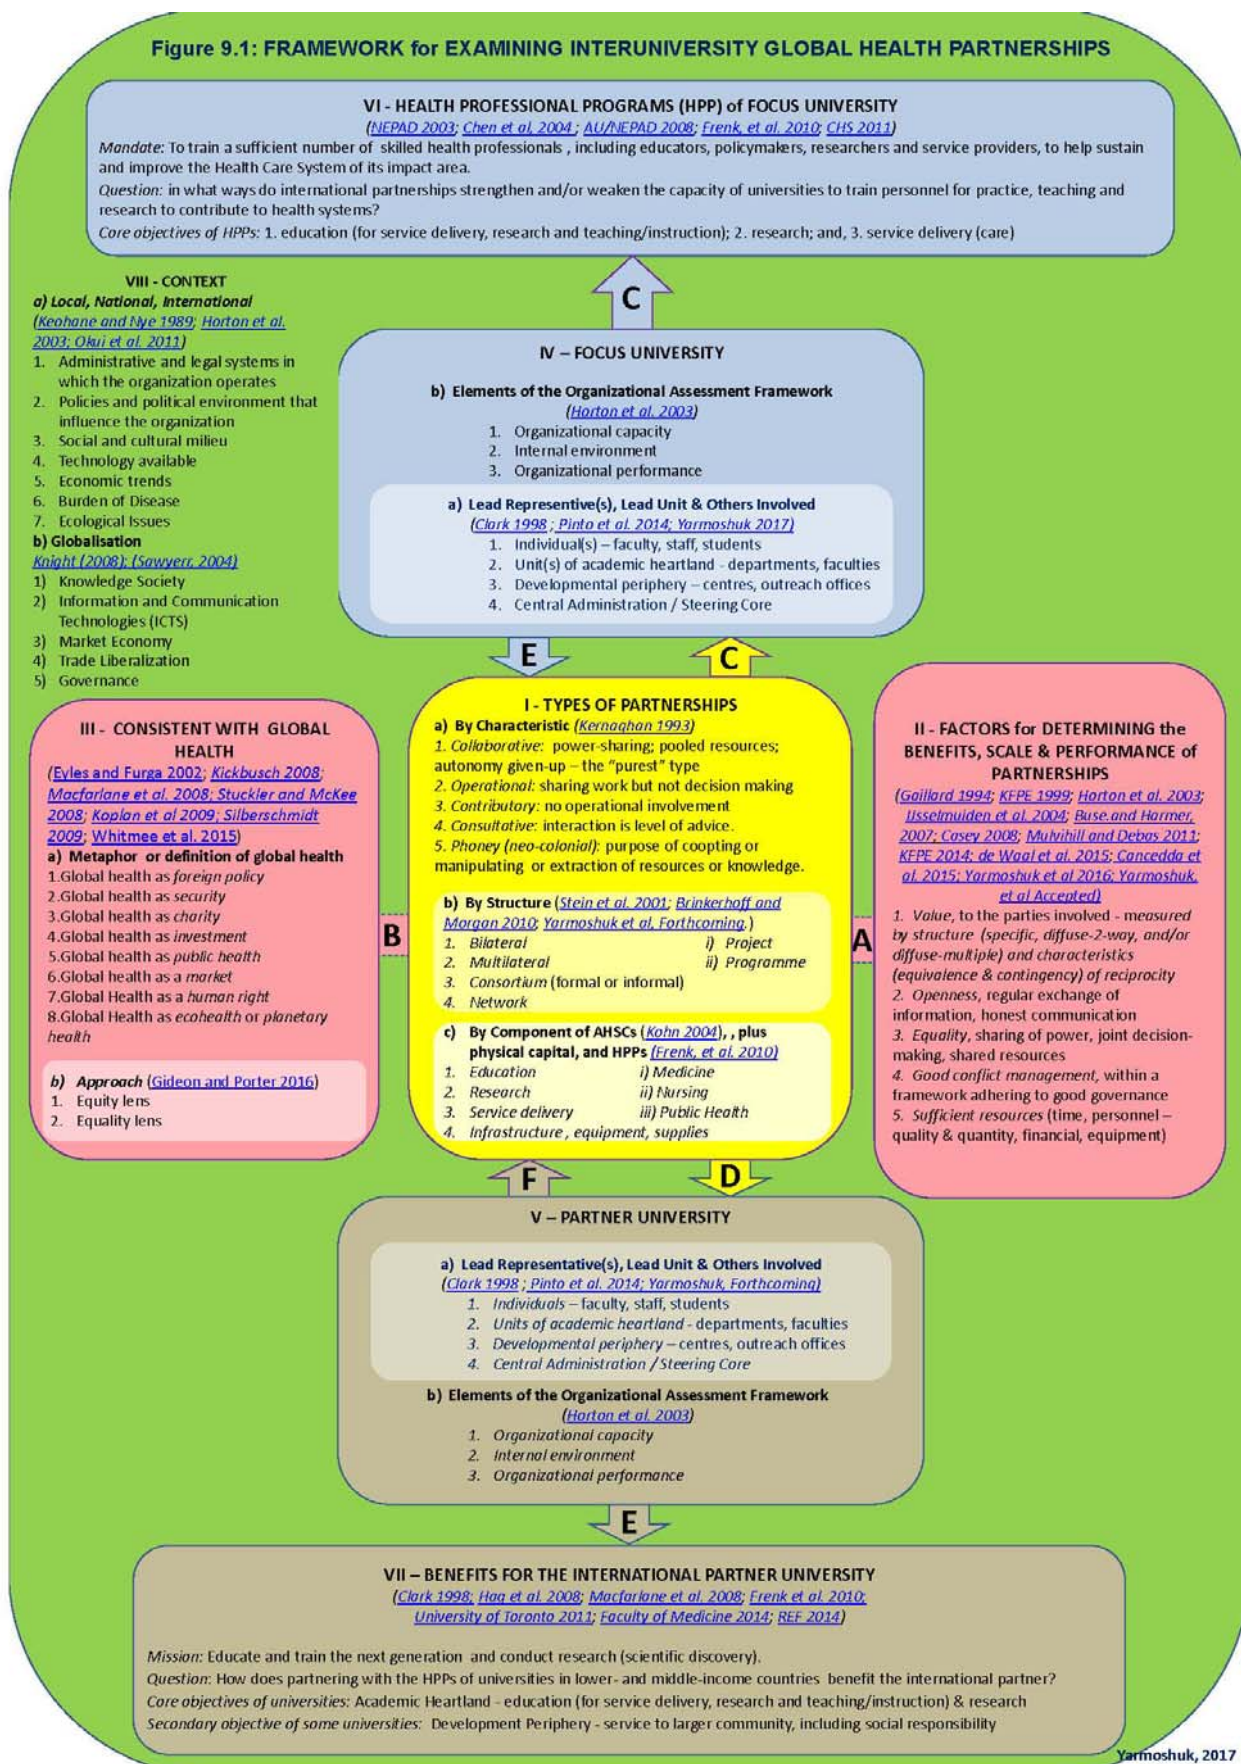 Figure 9.1: FRAMEWORK for EXAMINING INTERUNIVERSITY GLOBAL HEALTH PARTNERSHIPS
VI - HEALTH PROFESSIONAL PROGRAMS (HPP) of FOCUS UNIVERSITY
(NEPAD 2003; Chen et al, 2004 ; AU/NEPAD 2008; Frenk, et al. 2010; CHS 2011)
Mandate: To train a sufficient number of skilled health professionals , including educators, policymakers, researchers and service providers, to help sustain
and improve the Health Care System of its impact area.
Question: in what ways do international partnerships strengthen and/or weaken the capacity of universities to train personnel for practice, teaching and
research to contribute to health systems?
Core objectives of HPPs: 1. education (for service delivery, research and teaching/instruction); 2. research; and, 3. service delivery (care)
C
VIII - CONTEXT
a) Local, National, International
(Keohane and Nye 1989; Horton et al.
2003; Okui et al. 2011)
1. Administrative and legal systems in
which the organization operates
2. Policies and political environment that
influence the organization
3. Social and cultural milieu
4. Technology available
5. Economic trends
6. Burden of Disease
7. Ecological Issues
b) Globalisation
Knight (2008); (Sawyerr, 2004)
1) Knowledge Society
2) Information and Communication
Technologies (ICTS)
3) Market Economy
4) Trade Liberalization
5) Governance
IV – FOCUS UNIVERSITY
b) Elements of the Organizational Assessment Framework
(Horton et al. 2003)
1. Organizational capacity
2. Internal environment
3. Organizational performance
a) Lead Representive(s), Lead Unit & Others Involved
(Clark 1998 ; Pinto et al. 2014; Yarmoshuk 2017)
1. Individual(s) – faculty, staff, students
2. Unit(s) of academic heartland - departments, faculties
3. Developmental periphery – centres, outreach offices
4. Central Administration / Steering Core
E
C
III - CONSISTENT WITH GLOBAL
HEALTH
(Eyles and Furga 2002; Kickbusch 2008;
Macfarlane et al. 2008; Stuckler and McKee
2008; Koplan et al 2009; Silberschmidt
2009; Whitmee et al. 2015)
a) Metaphor or definition of global health
1.Global health as foreign policy
2.Global health as security
3.Global health as charity
4.Global health as investment
5.Global health as public health
6.Global health as a market
7.Global Health as a human right
8.Global Health as ecohealth or planetary
health
b) Approach (Gideon and Porter 2016)
1. Equity lens
2. Equality lens
B
I - TYPES OF PARTNERSHIPS
a) By Characteristic (Kernaghan 1993)
1. Collaborative: power-sharing; pooled resources;
autonomy given-up – the "purest" type
2. Operational: sharing work but not decision making
3. Contributory: no operational involvement
4. Consultative: interaction is level of advice.
5. Phoney (neo-colonial): purpose of coopting or
manipulating or extraction of resources or knowledge.
b) By Structure (Stein et al. 2001; Brinkerhoff and
Morgan 2010; Yarmoshuk et al, Forthcoming.)
1. Bilateral i) Project
2. Multilateral ii) Programme
3. Consortium (formal or informal)
4. Network
c) By Component of AHSCs (Kohn 2004), , plus
physical capital, and HPPs (Frenk, et al. 2010)
1. Education i) Medicine
2. Research ii) Nursing
3. Service delivery iii) Public Health
4. Infrastructure , equipment, supplies
A
II - FACTORS for DETERMINING the
BENEFITS, SCALE & PERFORMANCE of
PARTNERSHIPS
(Gaillard 1994; KFPE 1999; Horton et al. 2003;
IJsselmuiden et al. 2004; Buse and Harmer,
2007; Casey 2008; Mulvihill and Debas 2011;
KFPE 2014; de Waal et al. 2015; Cancedda et
al. 2015; Yarmoshuk et al 2016; Yarmoshuk,
et al Accepted)
1. Value, to the parties involved - measured
by structure (specific, diffuse-2-way, and/or
diffuse-multiple) and characteristics
(equivalence & contingency) of reciprocity
2. Openness, regular exchange of
information, honest communication
3. Equality, sharing of power, joint decision-
making, shared resources
4. Good conflict management, within a
framework adhering to good governance
5. Sufficient resources (time, personnel –
quality & quantity, financial, equipment)
F
D
V – PARTNER UNIVERSITY
a) Lead Representative(s), Lead Unit & Others Involved
(Clark 1998 ; Pinto et al. 2014; Yarmoshuk, Forthcoming)
1. Individuals – faculty, staff, students
2. Units of academic heartland - departments, faculties
3. Developmental periphery – centres, outreach offices
4. Central Administration / Steering Core
b) Elements of the Organizational Assessment Framework
(Horton et al. 2003)
1. Organizational capacity
2. Internal environment
3. Organizational performance
E
VII – BENEFITS FOR THE INTERNATIONAL PARTNER UNIVERSITY
(Clark 1998; Haq et al. 2008; Macfarlane et al. 2008; Frenk et al. 2010;
University of Toronto 2011; Faculty of Medicine 2014; REF 2014)
Mission: Educate and train the next generation and conduct research (scientific discovery).
Question: How does partnering with the HPPs of universities in lower- and middle-income countries benefit the international partner?
Core objectives of universities: Academic Heartland - education (for service delivery, research and teaching/instruction) & research
Secondary objective of some universities: Development Periphery - service to larger community, including social responsibility
Yarmoshuk, 2017